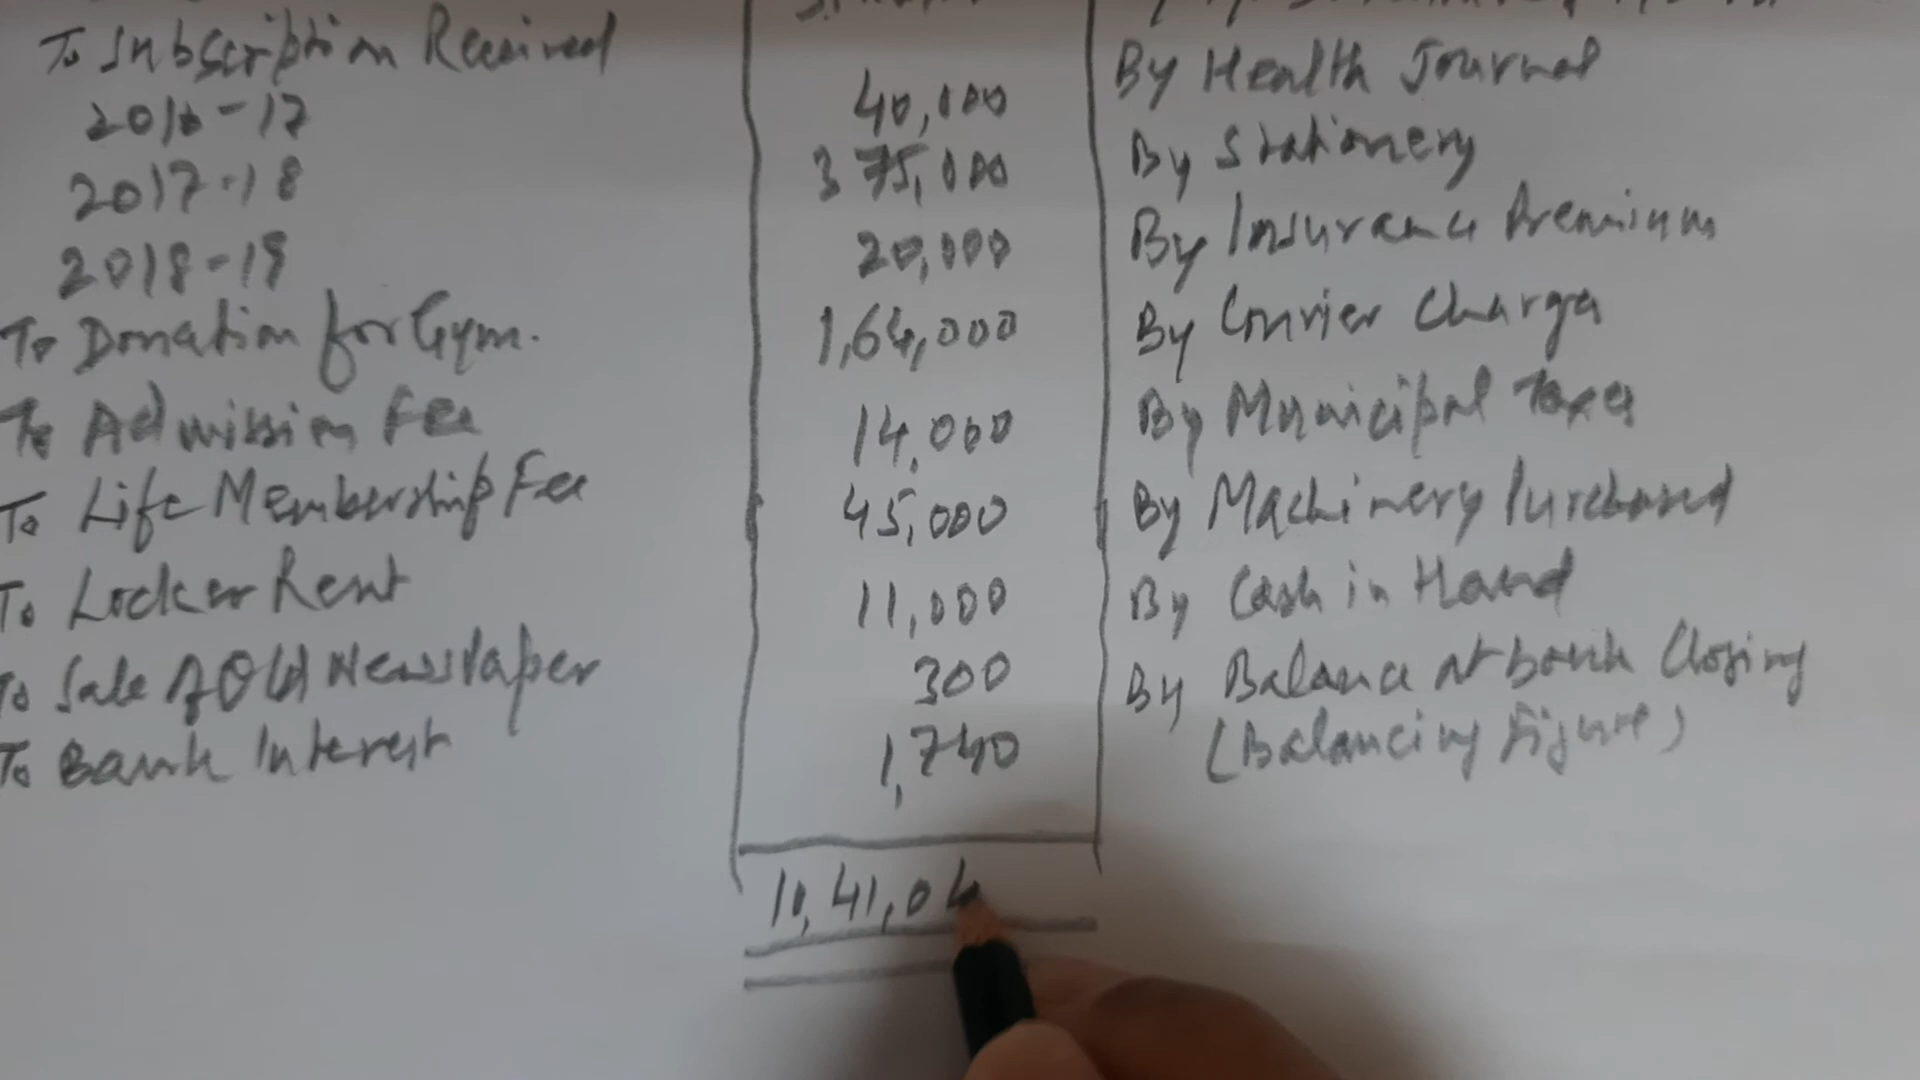 To Subscription Received
40,000
By Health Journal
2016-17
375,000
By Stationery
2017-18
20,000
By Insurance Premium
2018-19
1,64,000
By Courier Charges
To Donation for Gym.
14,000
By Municipal Taxes
To Admission Fee
45,000
By Machinery Purchased
To Life Membership Fee
11,000
By Cash in Hand
To Locker Rent
300
By Balance at bank Closing
To Sale of Old Newspaper
1,740
(Balancing Figure)
To Bank Interest
10,41,04